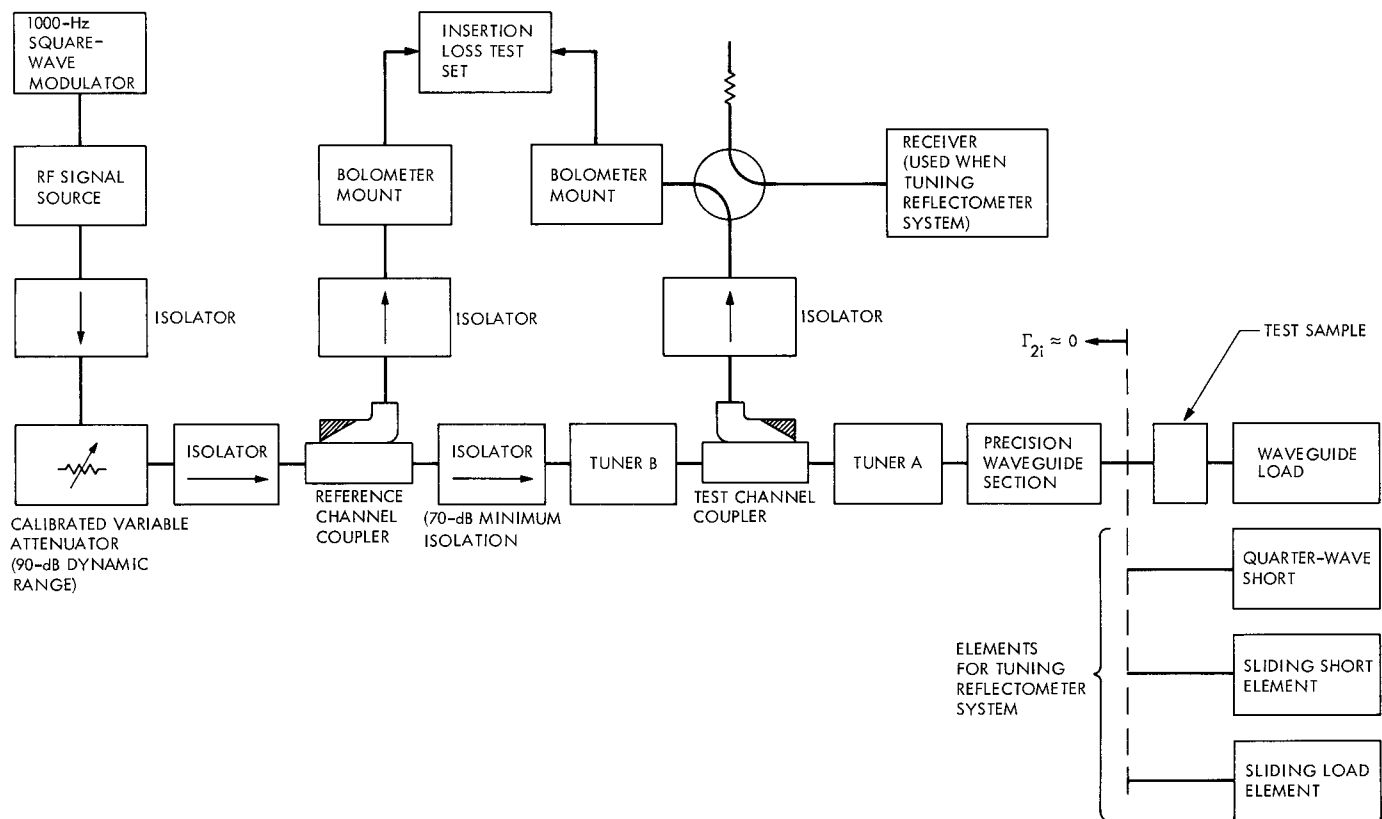 1000-Hz
SQUARE-
WAVE
MODULATOR
INSERTION
LOSS TEST
SET
RF SIGNAL
SOURCE
BOLOMETER
MOUNT
BOLOMETER
MOUNT
RECEIVER
(USED WHEN
TUNING
REFLECTOMETER
SYSTEM)
ISOLATOR
ISOLATOR
ISOLATOR
Γ2i ≈ 0
TEST SAMPLE
ISOLATOR
ISOLATOR
TUNER B
TUNER A
PRECISION
WAVEGUIDE
SECTION
WAVEGUIDE
LOAD
CALIBRATED VARIABLE
ATTENUATOR
(90-dB DYNAMIC
RANGE)
REFERENCE
CHANNEL
COUPLER
(70-dB MINIMUM
ISOLATION
TEST CHANNEL
COUPLER
QUARTER-WAVE
SHORT
ELEMENTS
FOR TUNING
REFLECTOMETER
SYSTEM
SLIDING SHORT
ELEMENT
SLIDING LOAD
ELEMENT